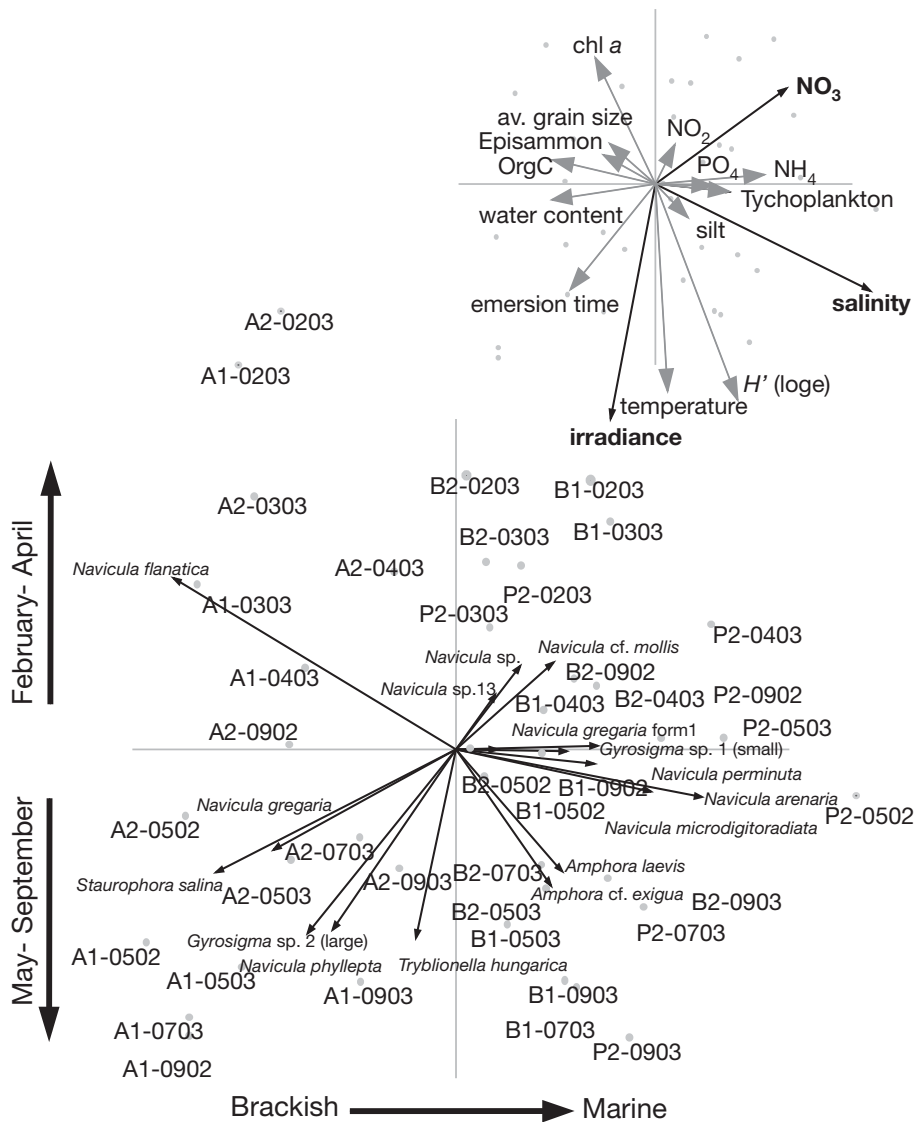 chl a
NO3
av. grain size
NO2
Episammon
OrgC
PO4
NH4
Tychoplankton
water content
silt
emersion time
salinity
A2-0203
A1-0203
H’ (loge)
temperature
irradiance
B2-0203
B1-0203
A2-0303
B2-0303
B1-0303
Navicula flanatica
A2-0403
A1-0303
P2-0203
P2-0303
P2-0403
Navicula cf. mollis
Navicula sp.
B2-0902
A1-0403
Navicula sp.13
B1-0403
B2-0403
P2-0902
A2-0902
Navicula gregaria form1
P2-0503
Gyrosigma sp. 1 (small)
Navicula perminuta
B2-0502
B1-0902
Navicula arenaria
Navicula gregaria
B1-0502
P2-0502
A2-0502
Navicula microdigitoradiata
A2-0703
Amphora laevis
B2-0703
Staurophora salina
A2-0903
A2-0503
Amphora cf. exigua
B2-0903
B2-0503
P2-0703
Gyrosigma sp. 2 (large)
B1-0503
A1-0502
Navicula phyllepta
Tryblionella hungarica
A1-0503
A1-0903
B1-0903
A1-0703
B1-0703
P2-0903
A1-0902
February- April
May- September
Brackish
Marine